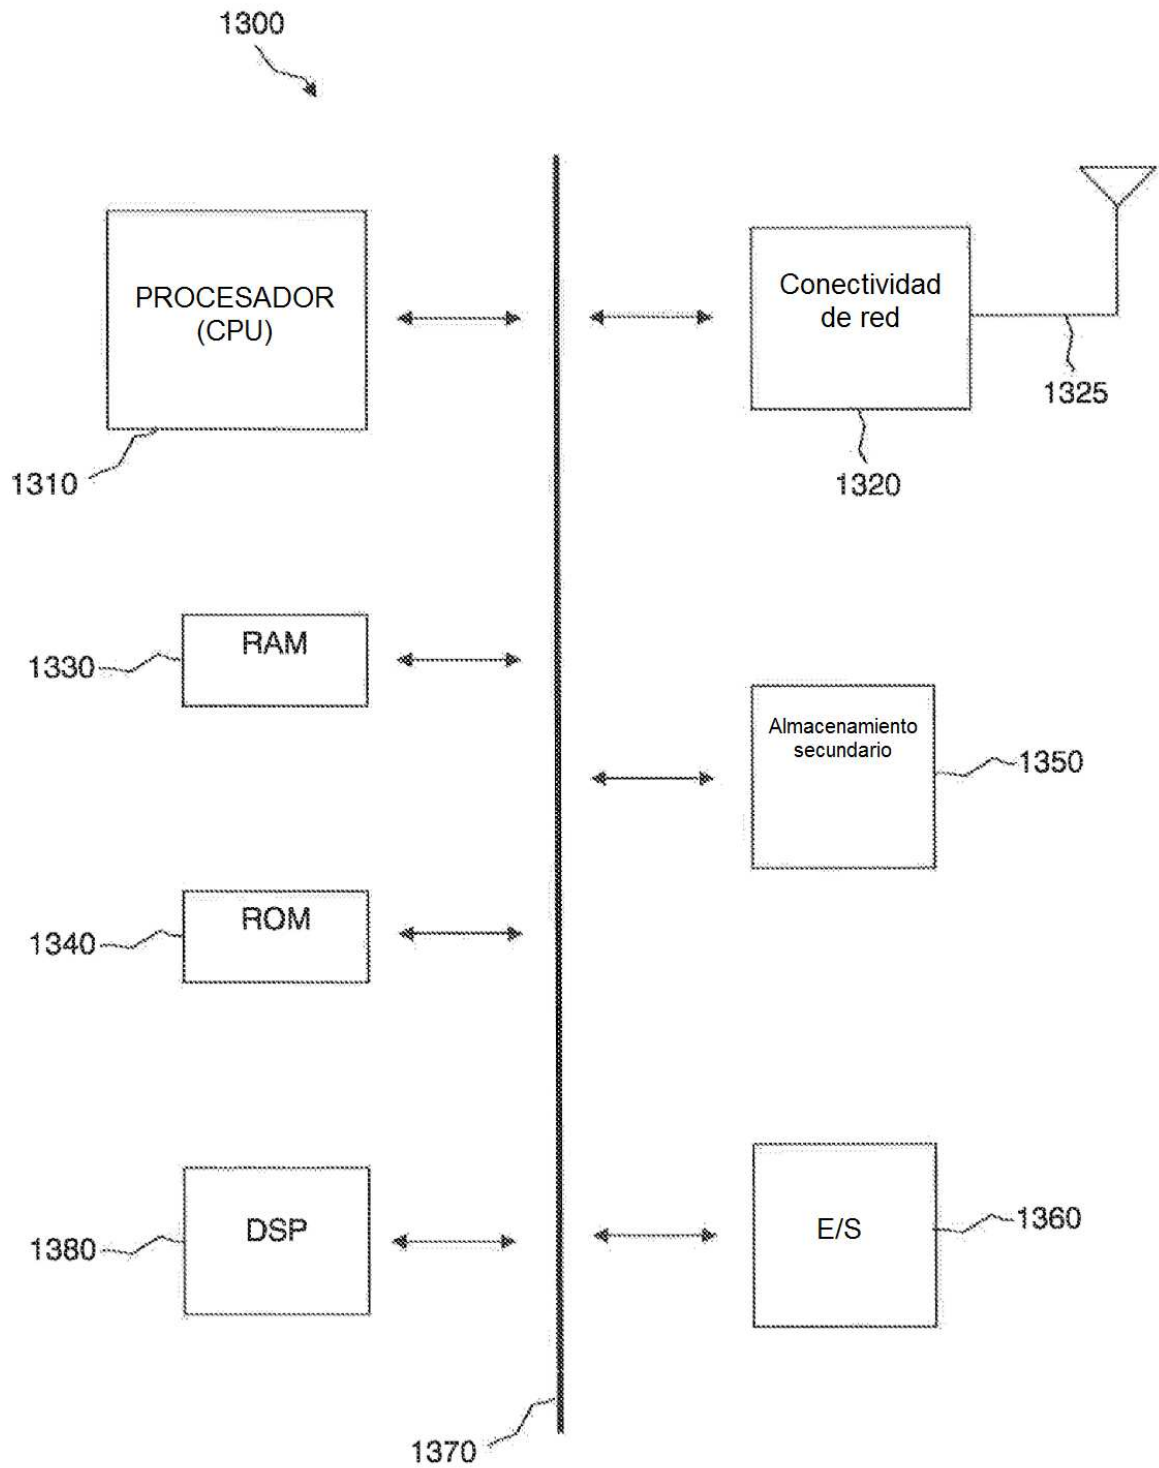 1300
PROCESADOR
(CPU)
1310
Conectividad
de red
1325
1320
RAM
1330
Almacenamiento
secundario
1350
ROM
1340
DSP
1380
E/S
1360
1370